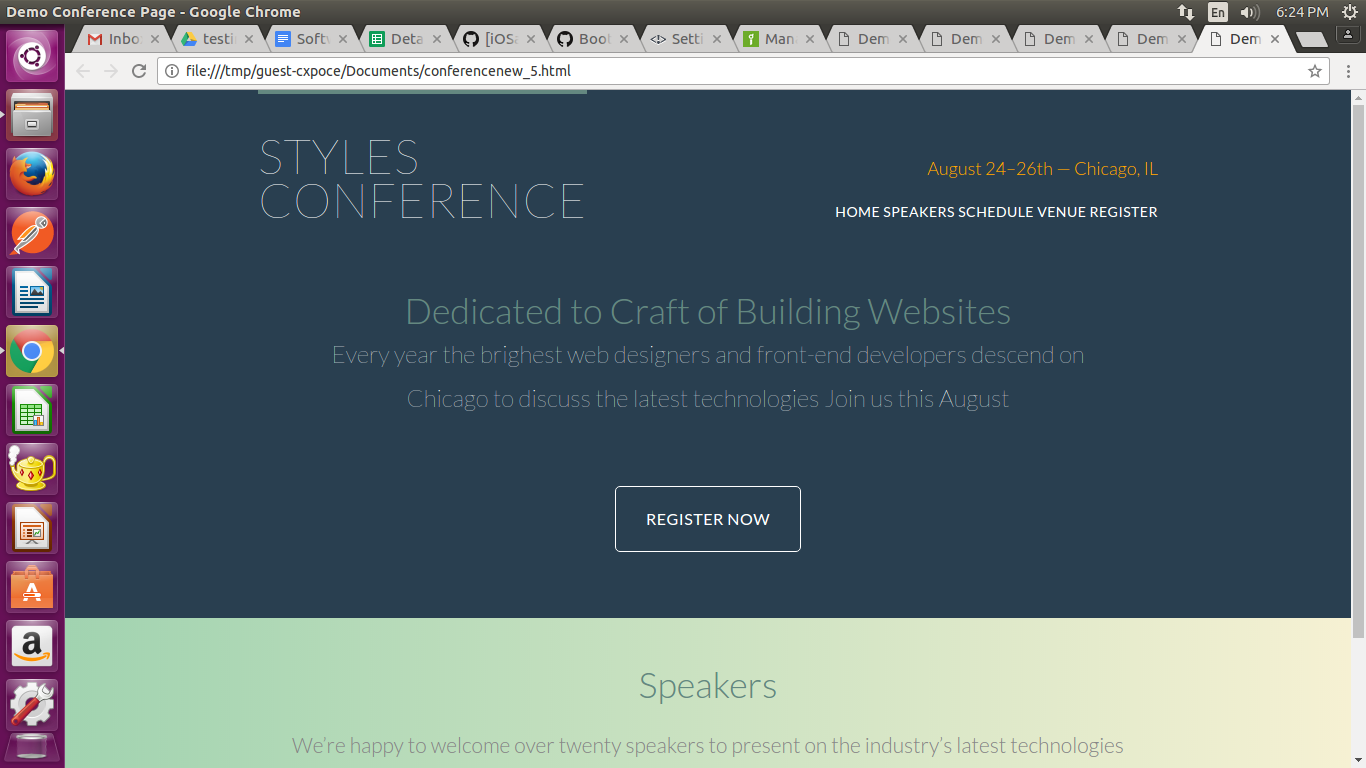 Demo Conference Page - Google Chrome
En
6:24 PM
Inbo
testi
Softv
Deta
[iOSa
Boot
Setti
Man
Dem
Dem
Dem
Dem
Dem
file:///tmp/guest-cxpoce/Documents/conferencenew_5.html
STYLES
CONFERENCE
August 24–26th — Chicago, IL
HOME SPEAKERS SCHEDULE VENUE REGISTER
Dedicated to Craft of Building Websites
Every year the brighest web designers and front-end developers descend on
Chicago to discuss the latest technologies Join us this August
REGISTER NOW
Speakers
We're happy to welcome over twenty speakers to present on the industry's latest technologies